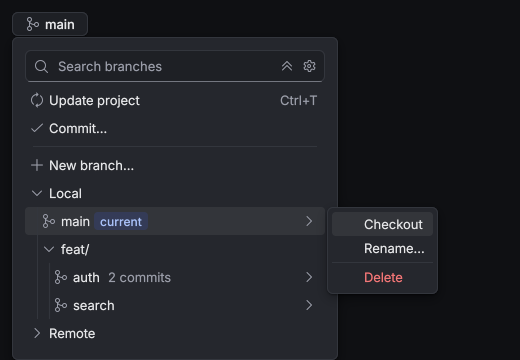 main
Search branches
Update project Ctrl+T
Commit...
New branch...
Local
main current
Checkout
Rename...
feat/
auth 2 commits
Delete
search
Remote